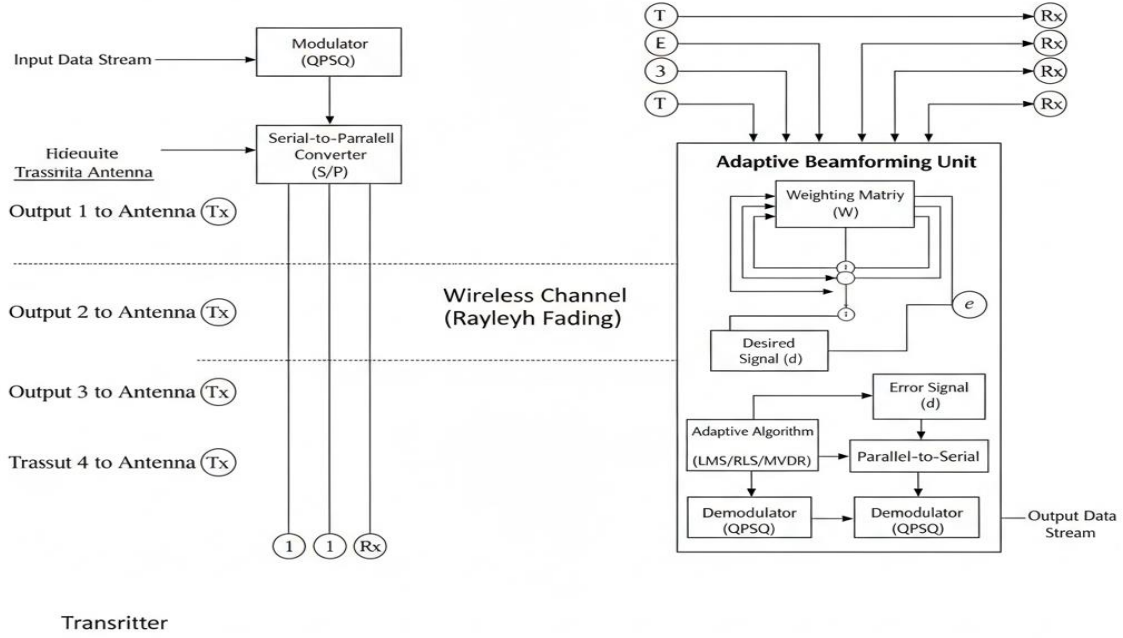 Input Data Stream
Modulator
(QPSQ)
Serial-to-Parralell
Converter
(S/P)
Trassmita Antenna
Output 1 to Antenna Tx
Output 2 to Antenna Tx
Output 3 to Antenna Tx
Trassut 4 to Antenna Tx
1 1 Rx
Transritter
Wireless Channel
(Rayleyh Fading)
T Rx
E Rx
3 Rx
T Rx
Adaptive Beamforming Unit
Weighting Matriy
(W)
e
Desired
Signal (d)
Error Signal
(d)
Adaptive Algorithm
(LMS/RLS/MVDR)
Parallel-to-Serial
Demodulator
(QPSQ)
Demodulator
(QPSQ)
Output Data
Stream